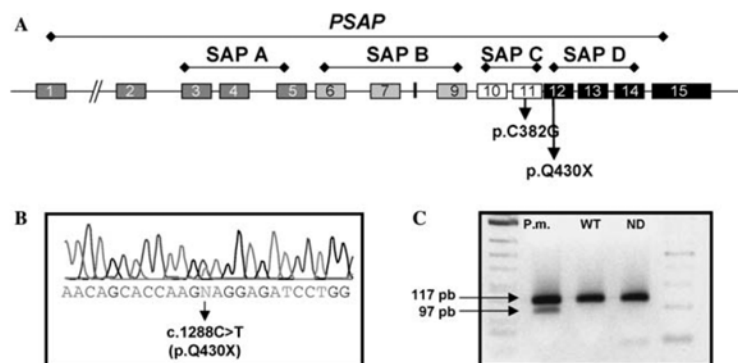 A
PSAP
SAP A SAP B SAP C SAP D
1 2 3 4 5 6 7 9 10 11 12 13 14 15
p.C382G
p.Q430X
B
AACAGCACCAAGNAGGAGATCCTGG
c.1288C>T
(p.Q430X)
C
P.m. WT ND
117 pb
97 pb